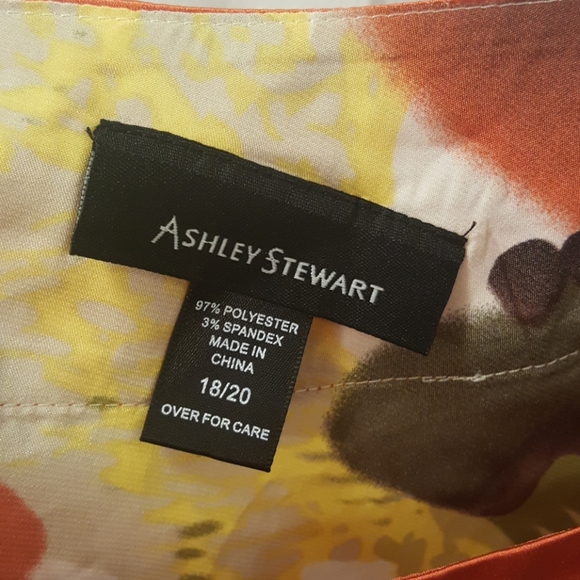 ASHLEY STEWART
97% POLYESTER
3% SPANDEX
MADE IN
CHINA
18/20
OVER FOR CARE